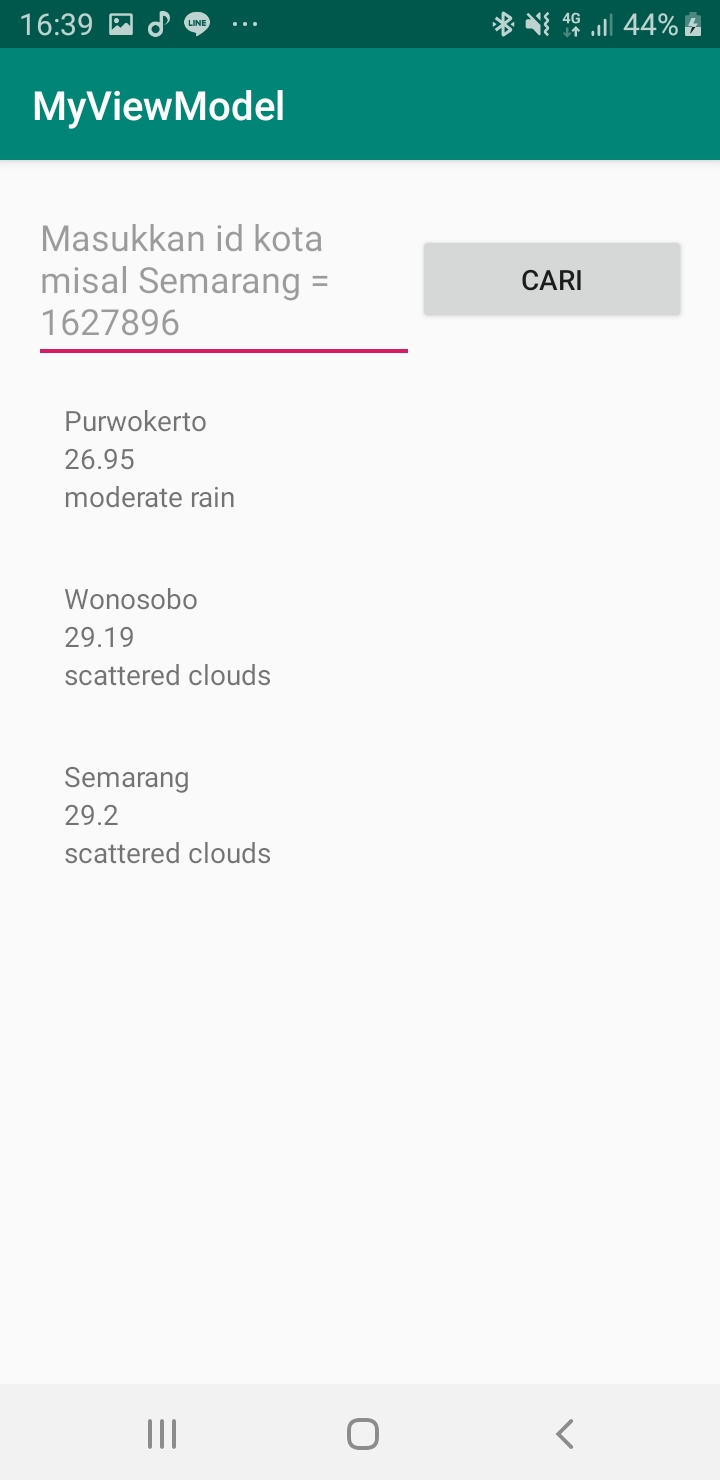 16:39 LINE 4G 44%
MyViewModel
Masukkan id kota
misal Semarang =
1627896
CARI
Purwokerto
26.95
moderate rain
Wonosobo
29.19
scattered clouds
Semarang
29.2
scattered clouds